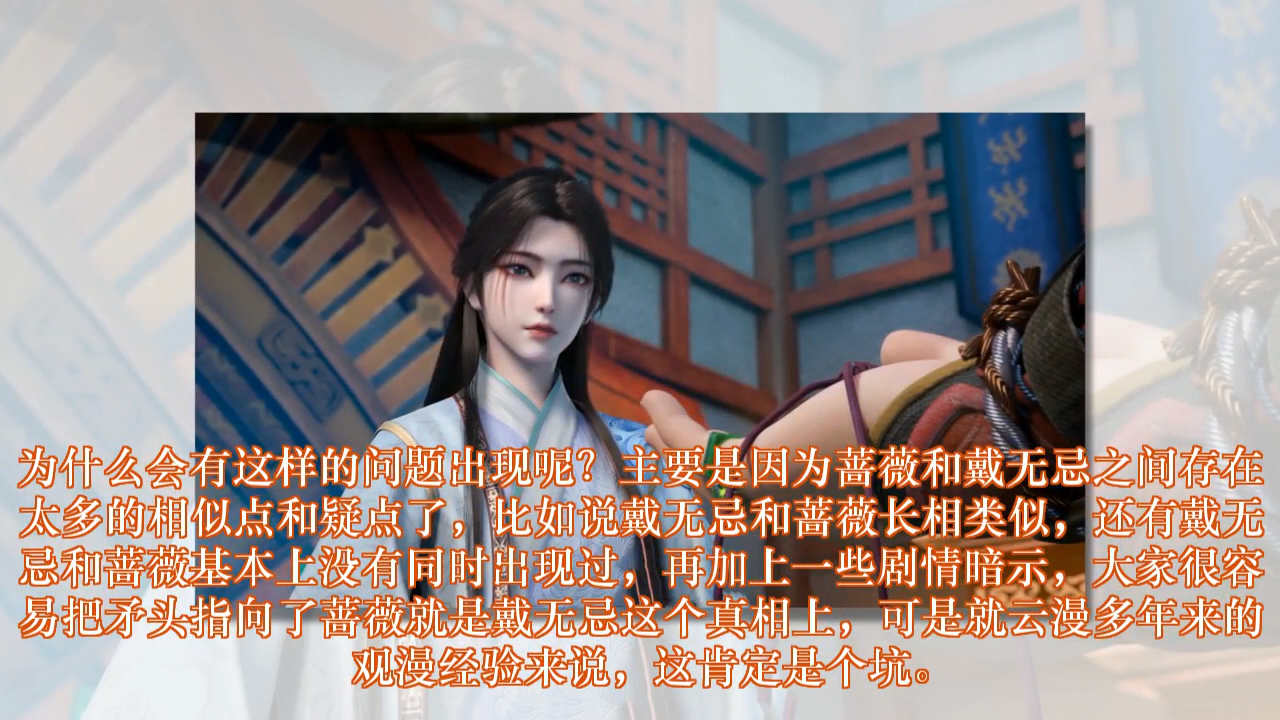 为什么会有这样的问题出现呢？主要是因为蔷薇和戴无忌之间存在
太多的相似点和疑点了，比如说戴无忌和蔷薇长相类似，还有戴无
忌和蔷薇基本上没有同时出现过，再加上一些剧情暗示，大家很容
易把矛头指向了蔷薇就是戴无忌这个真相上，可是就云漫多年来的
观漫经验来说，这肯定是个坑。